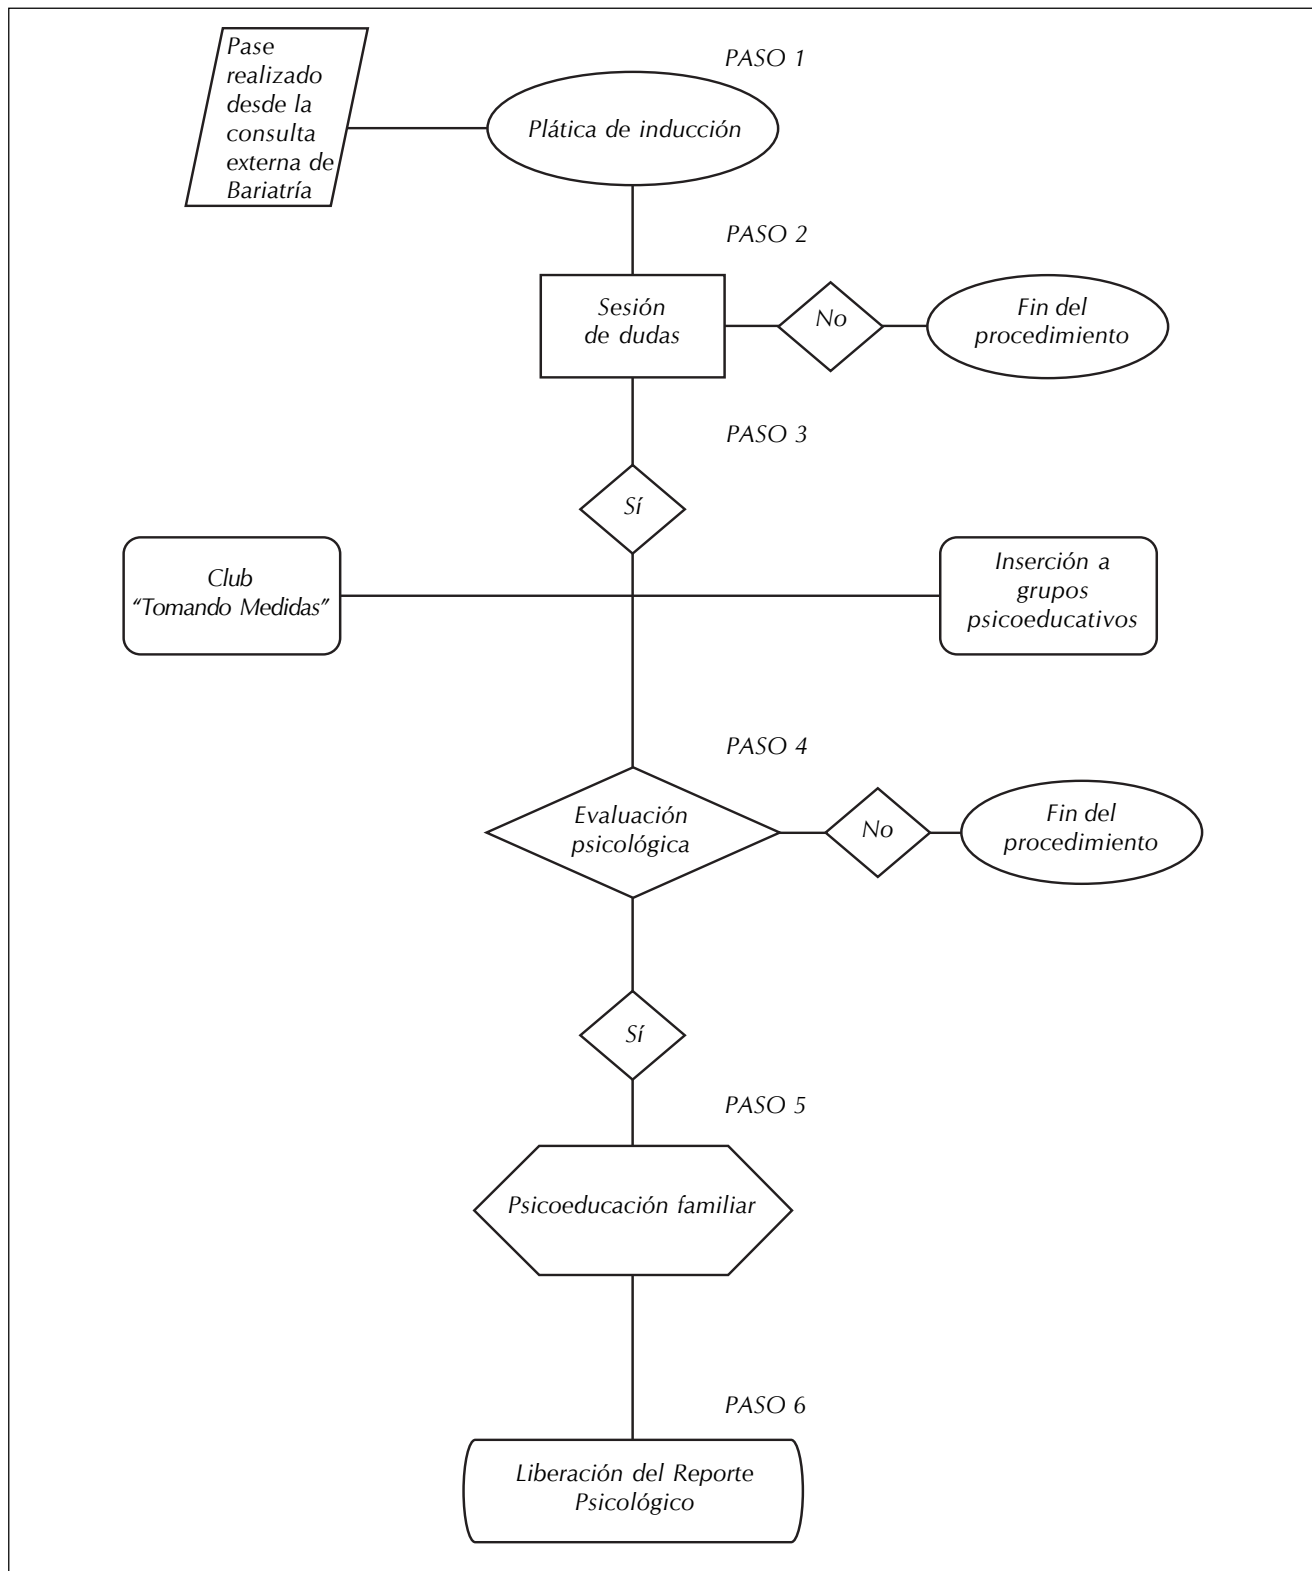 Pase
realizado
desde la
consulta
externa de
Bariatría
PASO 1
Plática de inducción
PASO 2
Sesión
de dudas
No
Fin del
procedimiento
PASO 3
Sí
Club
“Tomando Medidas”
Inserción a
grupos
psicoeducativos
PASO 4
Evaluación
psicológica
No
Fin del
procedimiento
Sí
PASO 5
Psicoeducación familiar
PASO 6
Liberación del Reporte
Psicológico